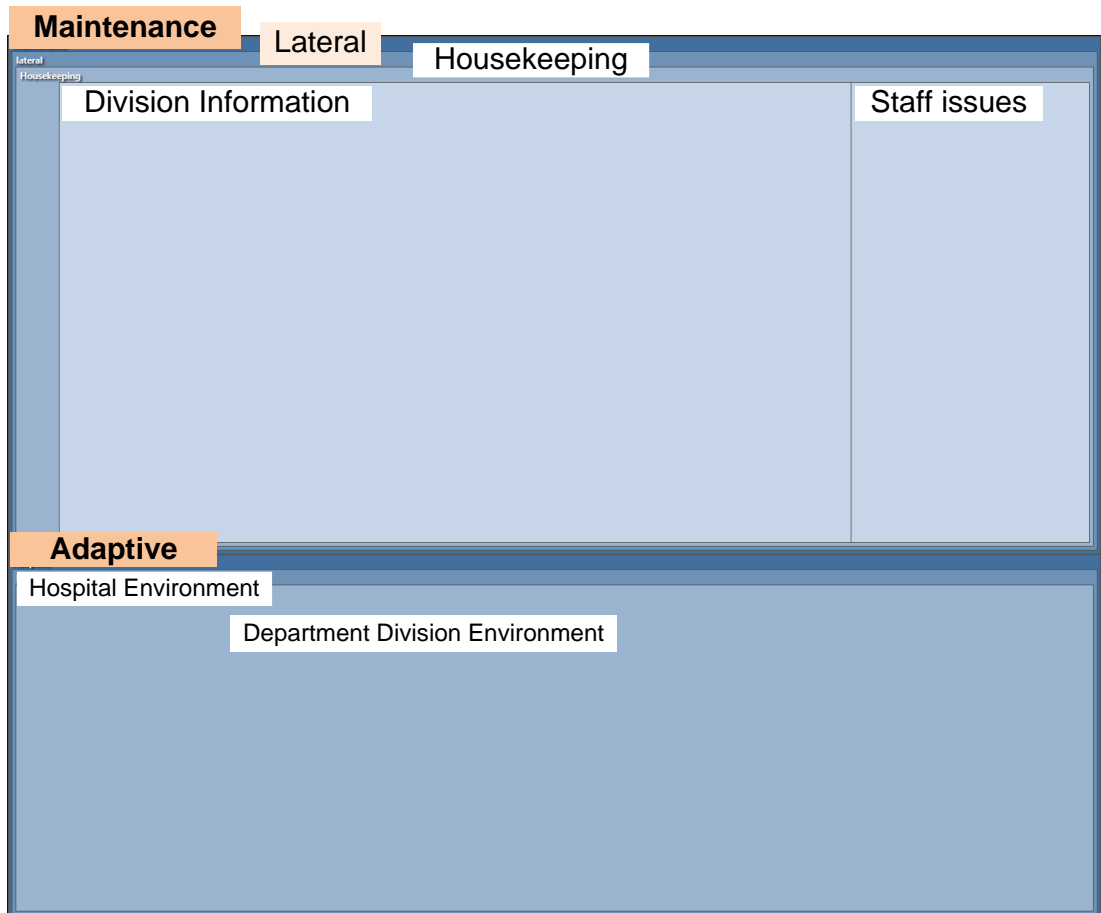 Maintenance
Lateral
Housekeeping
lateral
Housekeeping
Division Information
Staff issues
Adaptive
Hospital Environment
Department Division Environment